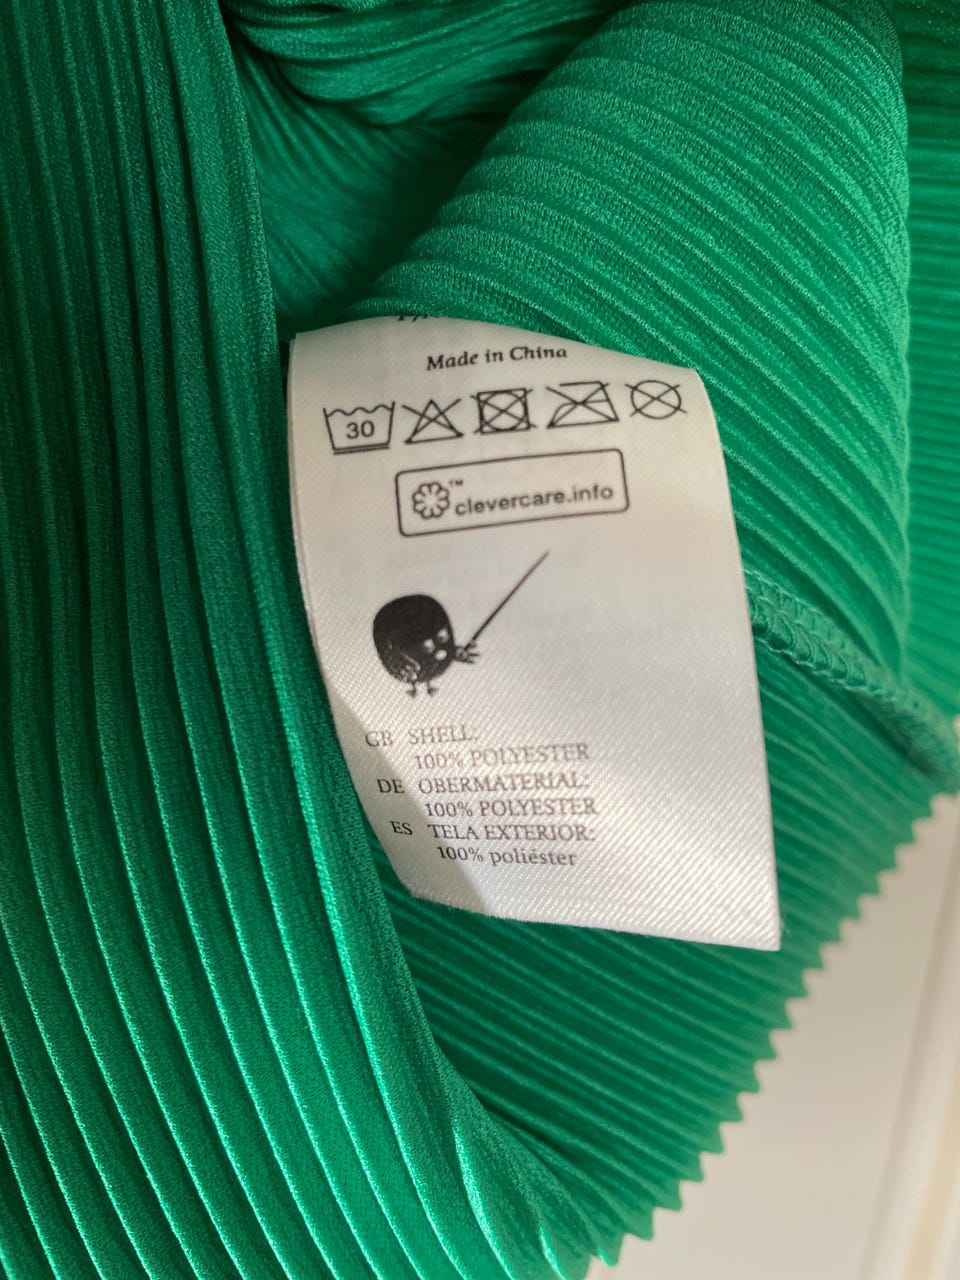 Made in China
30
™
clevercare.info
GB SHELL:
100% POLYESTER
DE OBERMATERIAL:
100% POLYESTER
ES TELA EXTERIOR:
100% poliéster